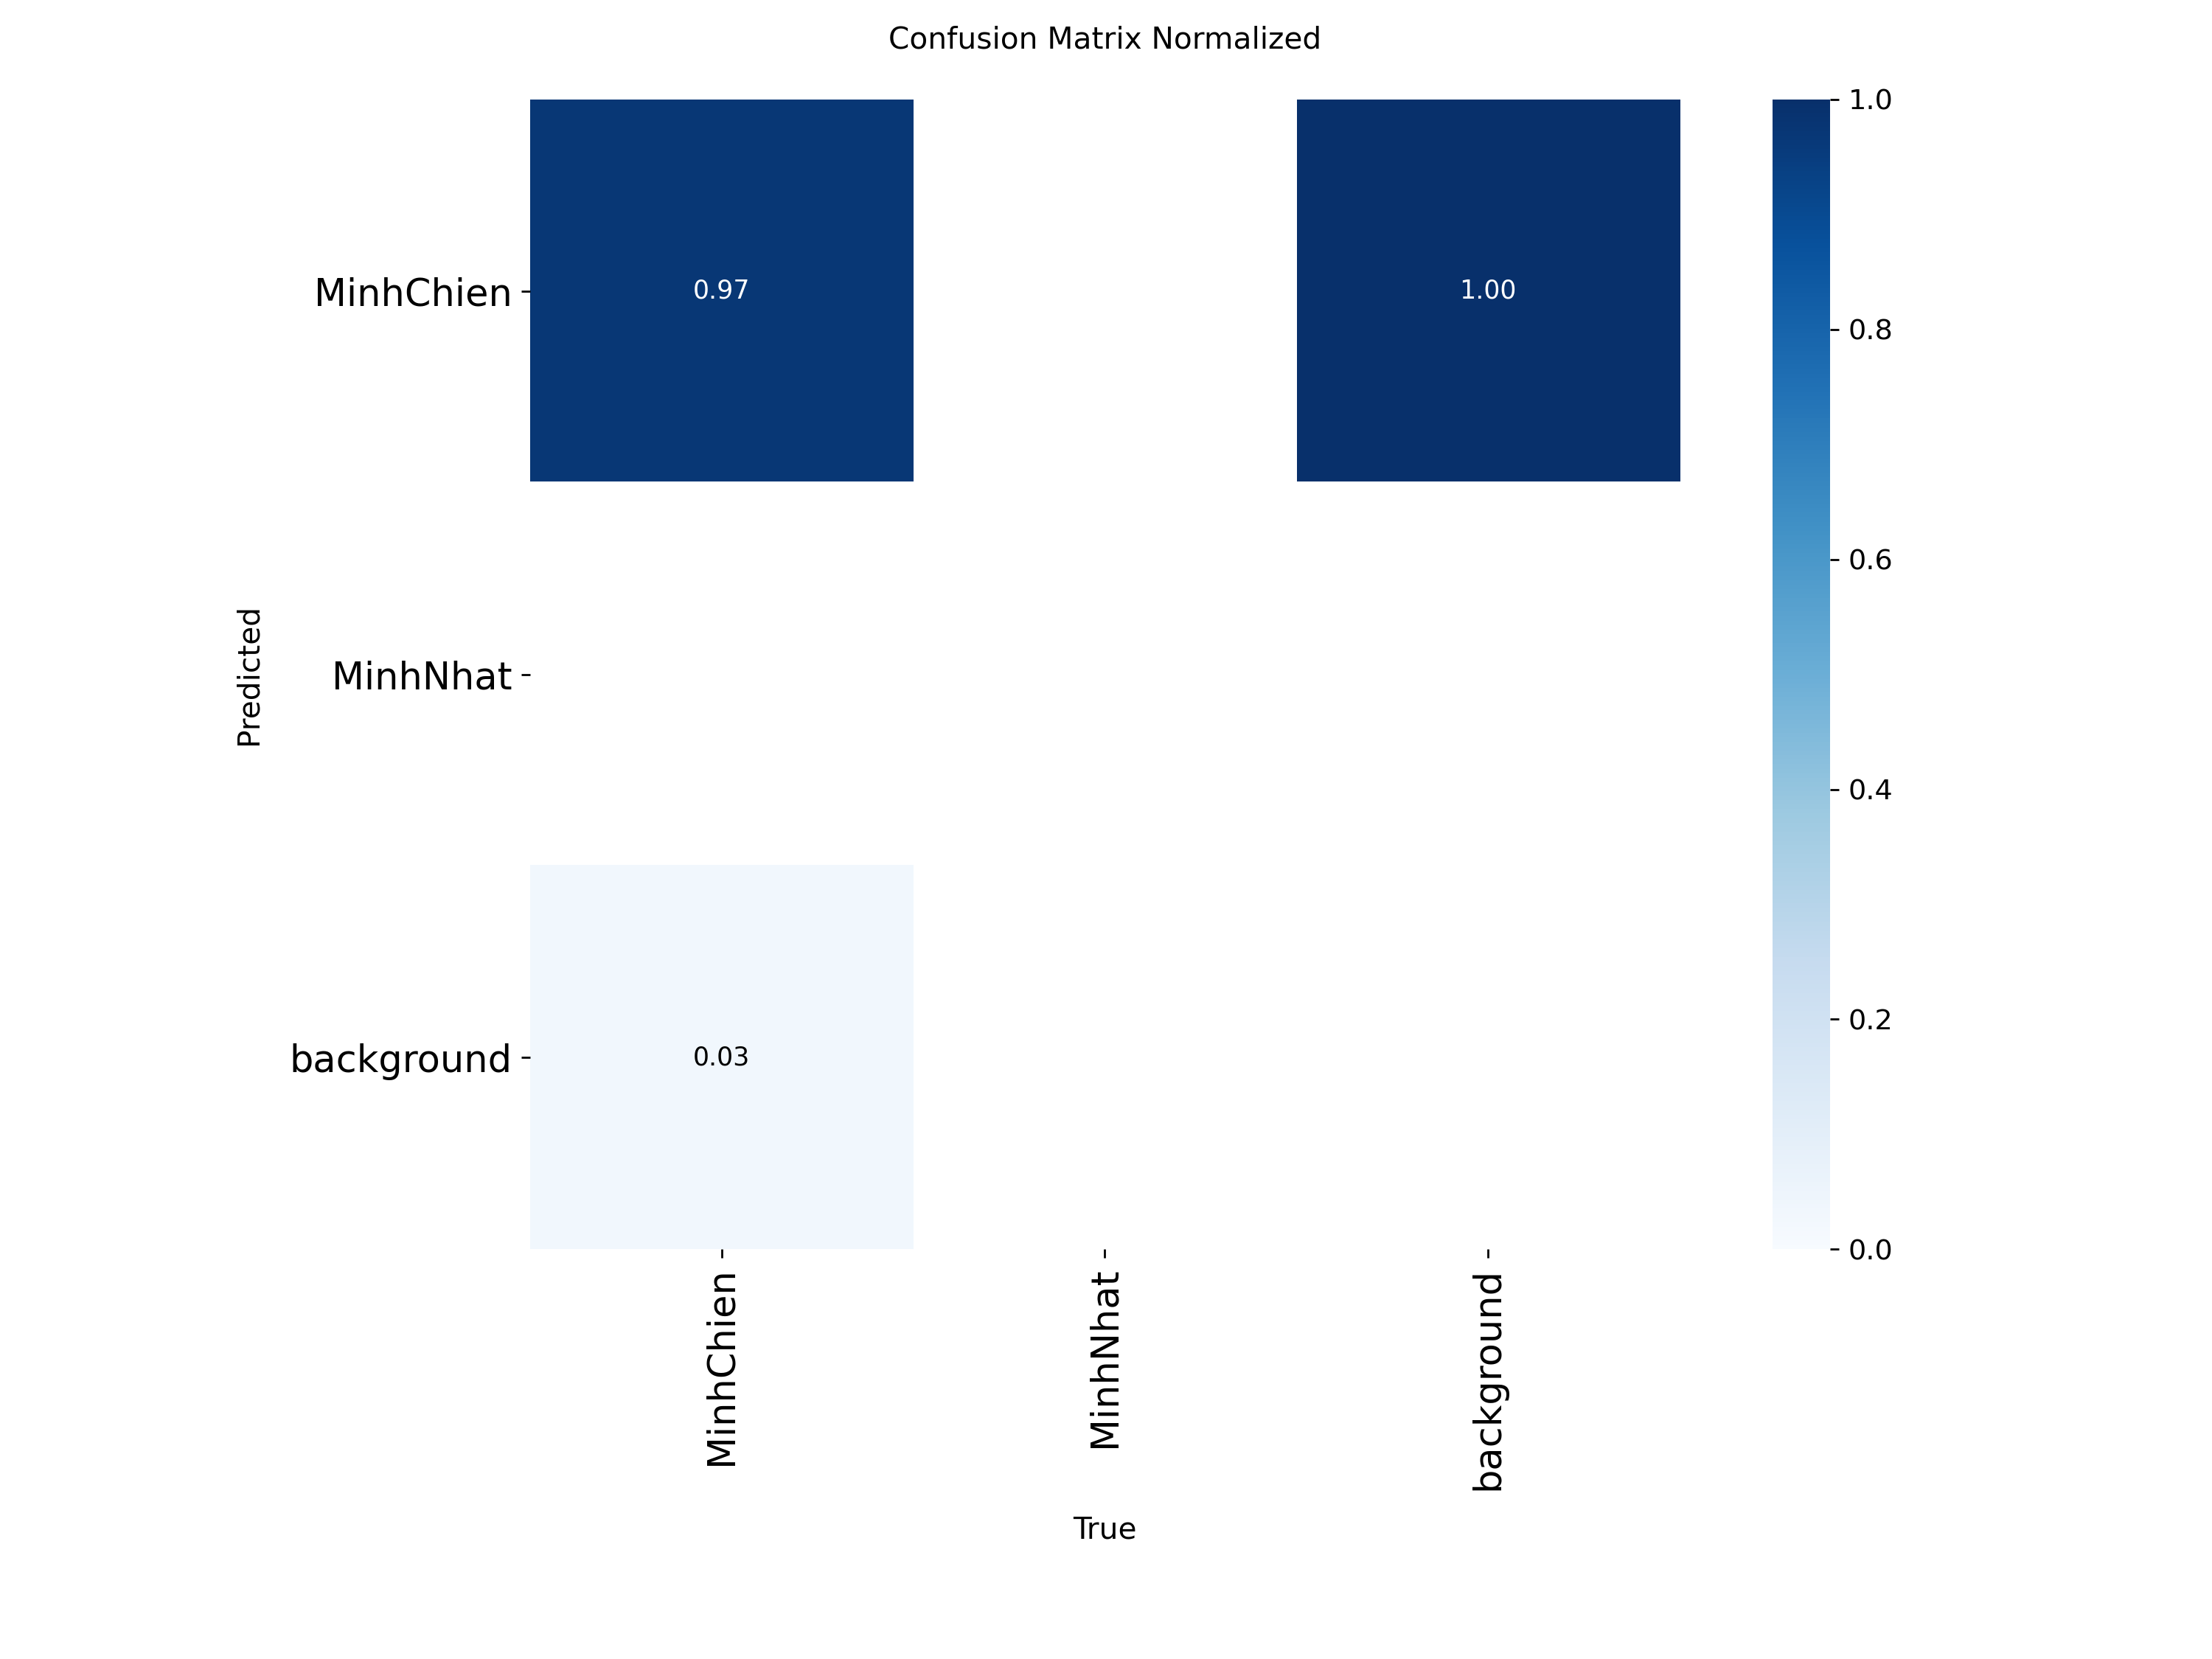 Confusion Matrix Normalized
1.0
0.97
1.00
MinhChien
0.8
0.6
Predicted
MinhNhat
0.4
0.2
background
0.03
0.0
MinhChien
MinhNhat
background
True